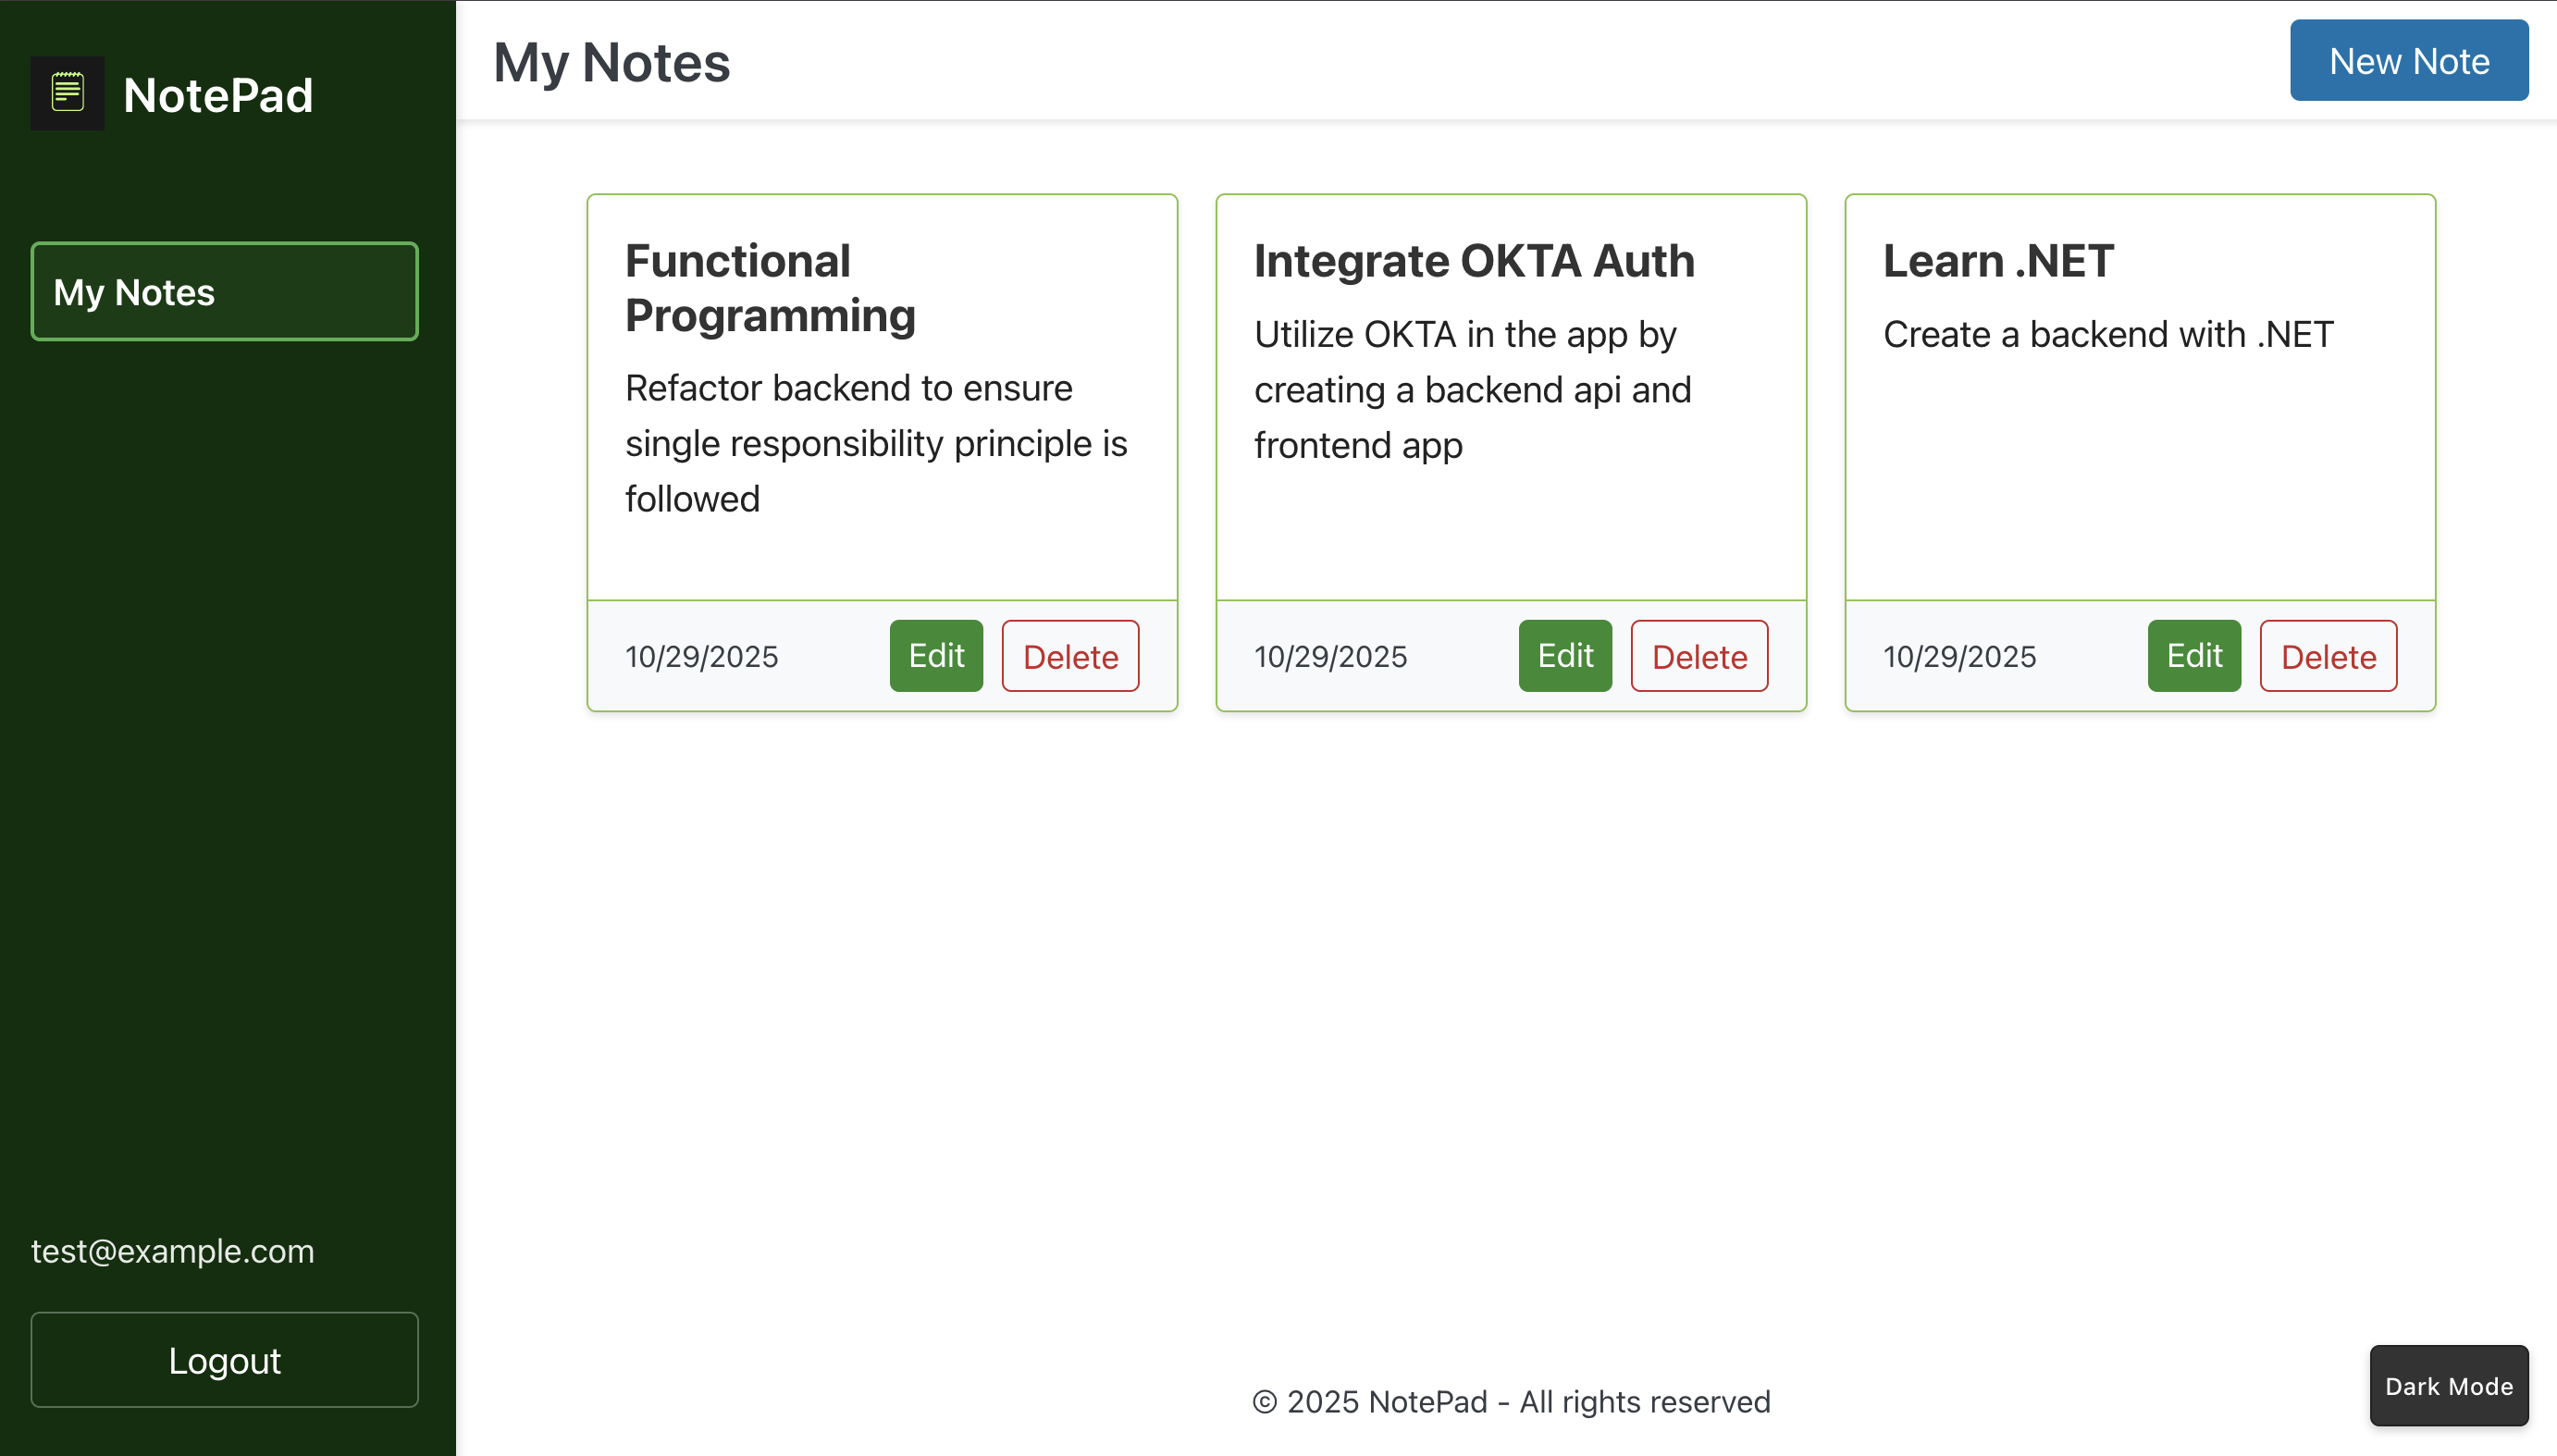 NotePad
My Notes
test@example.com
Logout
My Notes
New Note
Functional
Programming
Refactor backend to ensure
single responsibility principle is
followed
10/29/2025
Edit
Delete
Integrate OKTA Auth
Utilize OKTA in the app by
creating a backend api and
frontend app
10/29/2025
Edit
Delete
Learn .NET
Create a backend with .NET
10/29/2025
Edit
Delete
© 2025 NotePad - All rights reserved
Dark Mode